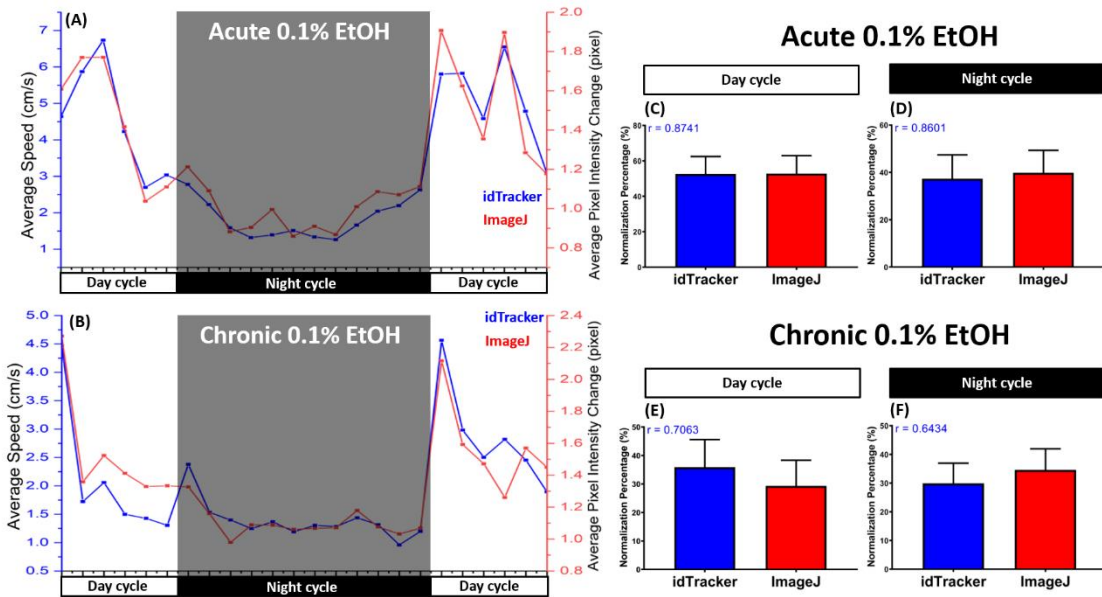 (A)
Acute 0.1% EtOH
Average Speed (cm/s)
7
6
5
4
3
2
1
2.0
1.8
1.6
1.4
1.2
1.0
0.8
Average Pixel Intensity Change (pixel)
idTracker
ImageJ
Day cycle
Night cycle
Day cycle
(B)
Chronic 0.1% EtOH
idTracker
ImageJ
Average Speed (cm/s)
5.0
4.5
4.0
3.5
3.0
2.5
2.0
1.5
1.0
0.5
2.4
2.2
2.0
1.8
1.6
1.4
1.2
1.0
0.8
Average Pixel Intensity Change (pixel)
Day cycle
Night cycle
Day cycle
Acute 0.1% EtOH
Day cycle
(C)
r = 0.8741
Normalization Percentage (%)
80
60
40
20
0
idTracker
ImageJ
Night cycle
(D)
r = 0.8601
Normalization Percentage (%)
60
40
20
0
idTracker
ImageJ
Chronic 0.1% EtOH
Day cycle
(E)
r = 0.7063
Normalization Percentage (%)
50
40
30
20
10
0
idTracker
ImageJ
Night cycle
(F)
r = 0.6434
Normalization Percentage (%)
50
40
30
20
10
0
idTracker
ImageJ